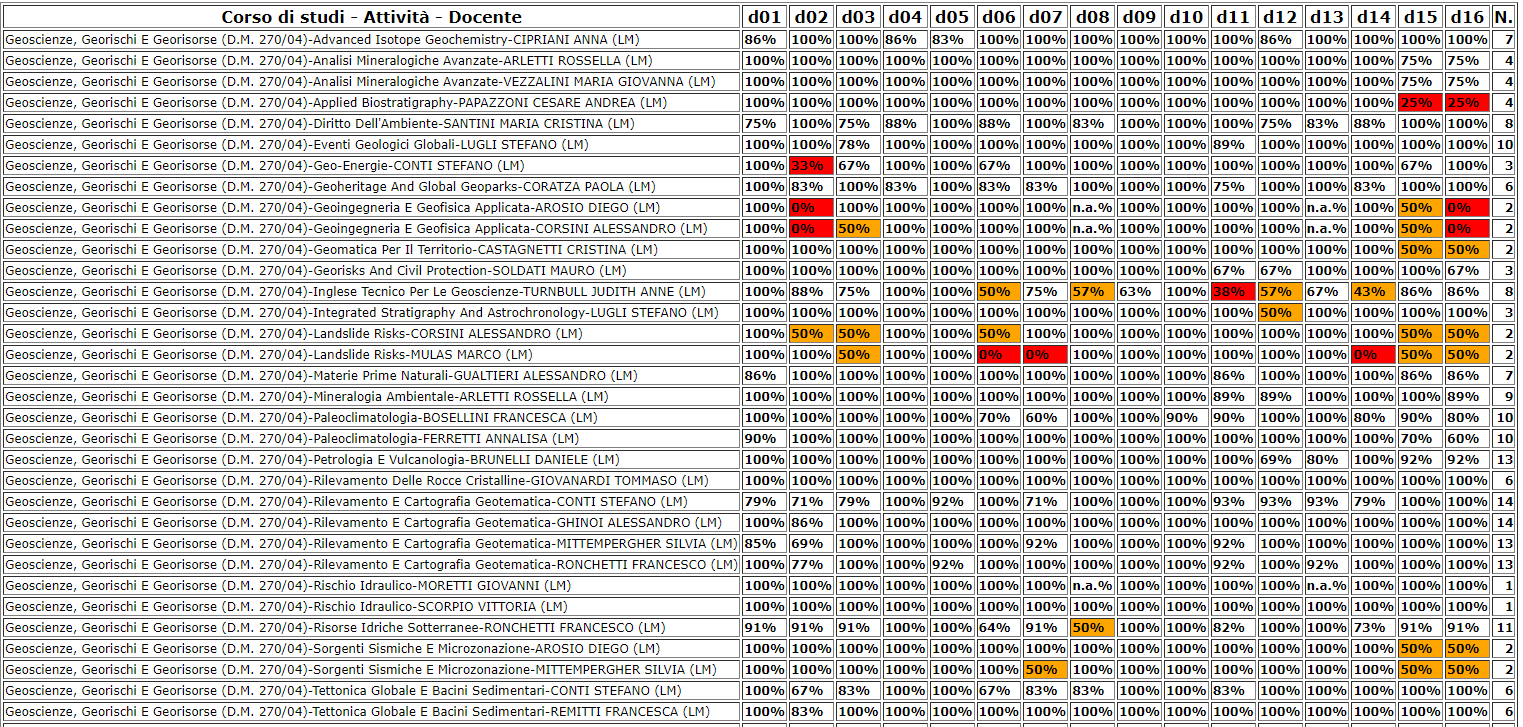 Corso di studi - Attività - Docente d01 d02 d03 d04 d05 d06 d07 d08 d09 d10 d11 d12 d13 d14 d15 d16 N.
Geoscienze, Georischi E Georisorse (D.M. 270/04)-Advanced Isotope Geochemistry-CIPRIANI ANNA (LM) 86% 100% 100% 86% 83% 100% 100% 100% 100% 100% 100% 86% 100% 100% 100% 100% 7
Geoscienze, Georischi E Georisorse (D.M. 270/04)-Analisi Mineralogiche Avanzate-ARLETTI ROSSELLA (LM) 100% 100% 100% 100% 100% 100% 100% 100% 100% 100% 100% 100% 100% 100% 75% 75% 4
Geoscienze, Georischi E Georisorse (D.M. 270/04)-Analisi Mineralogiche Avanzate-VEZZALINI MARIA GIOVANNA (LM) 100% 100% 100% 100% 100% 100% 100% 100% 100% 100% 100% 100% 100% 100% 75% 75% 4
Geoscienze, Georischi E Georisorse (D.M. 270/04)-Applied Biostratigraphy-PAPAZZONI CESARE ANDREA (LM) 100% 100% 100% 100% 100% 100% 100% 100% 100% 100% 100% 100% 100% 100% 25% 25% 4
Geoscienze, Georischi E Georisorse (D.M. 270/04)-Diritto Dell'Ambiente-SANTINI MARIA CRISTINA (LM) 75% 100% 75% 88% 100% 88% 100% 83% 100% 100% 100% 75% 83% 88% 100% 100% 8
Geoscienze, Georischi E Georisorse (D.M. 270/04)-Eventi Geologici Globali-LUGLI STEFANO (LM) 100% 100% 78% 100% 100% 100% 100% 100% 100% 100% 89% 100% 100% 100% 100% 100% 10
Geoscienze, Georischi E Georisorse (D.M. 270/04)-Geo-Energie-CONTI STEFANO (LM) 100% 33% 67% 100% 100% 67% 100% 100% 100% 100% 100% 100% 100% 100% 67% 100% 3
Geoscienze, Georischi E Georisorse (D.M. 270/04)-Geoheritage And Global Geoparks-CORATZA PAOLA (LM) 100% 83% 100% 83% 100% 83% 83% 100% 100% 100% 75% 100% 100% 83% 100% 100% 6
Geoscienze, Georischi E Georisorse (D.M. 270/04)-Geoingegneria E Geofisica Applicata-AROSIO DIEGO (LM) 100% 0% 100% 100% 100% 100% 100% n.a.% 100% 100% 100% 100% n.a.% 100% 50% 0% 2
Geoscienze, Georischi E Georisorse (D.M. 270/04)-Geoingegneria E Geofisica Applicata-CORSINI ALESSANDRO (LM) 100% 0% 50% 100% 100% 100% 100% n.a.% 100% 100% 100% 100% n.a.% 100% 50% 0% 2
Geoscienze, Georischi E Georisorse (D.M. 270/04)-Geomatica Per Il Territorio-CASTAGNETTI CRISTINA (LM) 100% 100% 100% 100% 100% 100% 100% 100% 100% 100% 100% 100% 100% 100% 50% 50% 2
Geoscienze, Georischi E Georisorse (D.M. 270/04)-Georisks And Civil Protection-SOLDATI MAURO (LM) 100% 100% 100% 100% 100% 100% 100% 100% 100% 100% 67% 67% 100% 100% 100% 67% 3
Geoscienze, Georischi E Georisorse (D.M. 270/04)-Inglese Tecnico Per Le Geoscienze-TURNBULL JUDITH ANNE (LM) 100% 88% 75% 100% 100% 50% 75% 57% 63% 100% 38% 57% 67% 43% 86% 86% 8
Geoscienze, Georischi E Georisorse (D.M. 270/04)-Integrated Stratigraphy And Astrochronology-LUGLI STEFANO (LM) 100% 100% 100% 100% 100% 100% 100% 100% 100% 100% 100% 50% 100% 100% 100% 100% 3
Geoscienze, Georischi E Georisorse (D.M. 270/04)-Landslide Risks-CORSINI ALESSANDRO (LM) 100% 50% 50% 100% 100% 50% 100% 100% 100% 100% 100% 100% 100% 100% 50% 50% 2
Geoscienze, Georischi E Georisorse (D.M. 270/04)-Landslide Risks-MULAS MARCO (LM) 100% 100% 50% 100% 100% 0% 0% 100% 100% 100% 100% 100% 100% 0% 50% 50% 2
Geoscienze, Georischi E Georisorse (D.M. 270/04)-Materie Prime Naturali-GUALTIERI ALESSANDRO (LM) 86% 100% 100% 100% 100% 100% 100% 100% 100% 100% 86% 100% 100% 100% 86% 86% 7
Geoscienze, Georischi E Georisorse (D.M. 270/04)-Mineralogia Ambientale-ARLETTI ROSSELLA (LM) 100% 100% 100% 100% 100% 100% 100% 100% 100% 100% 89% 89% 100% 100% 100% 89% 9
Geoscienze, Georischi E Georisorse (D.M. 270/04)-Paleoclimatologia-BOSELLINI FRANCESCA (LM) 100% 100% 100% 100% 100% 70% 60% 100% 100% 90% 90% 100% 100% 80% 90% 80% 10
Geoscienze, Georischi E Georisorse (D.M. 270/04)-Paleoclimatologia-FERRETTI ANNALISA (LM) 90% 100% 100% 100% 100% 100% 100% 100% 100% 100% 100% 100% 100% 100% 70% 60% 10
Geoscienze, Georischi E Georisorse (D.M. 270/04)-Petrologia E Vulcanologia-BRUNELLI DANIELE (LM) 100% 100% 100% 100% 100% 100% 100% 100% 100% 100% 100% 69% 80% 100% 92% 92% 13
Geoscienze, Georischi E Georisorse (D.M. 270/04)-Rilevamento Delle Rocce Cristalline-GIOVANARDI TOMMASO (LM) 100% 100% 100% 100% 100% 100% 100% 100% 100% 100% 100% 100% 100% 100% 100% 100% 6
Geoscienze, Georischi E Georisorse (D.M. 270/04)-Rilevamento E Cartografia Geotematica-CONTI STEFANO (LM) 79% 71% 79% 100% 92% 100% 71% 100% 100% 100% 93% 93% 93% 79% 100% 100% 14
Geoscienze, Georischi E Georisorse (D.M. 270/04)-Rilevamento E Cartografia Geotematica-GHINOI ALESSANDRO (LM) 100% 86% 100% 100% 100% 100% 100% 100% 100% 100% 100% 100% 100% 100% 100% 100% 14
Geoscienze, Georischi E Georisorse (D.M. 270/04)-Rilevamento E Cartografia Geotematica-MITTEMPERGHER SILVIA (LM) 85% 69% 100% 100% 100% 100% 92% 100% 100% 100% 92% 100% 100% 100% 100% 100% 13
Geoscienze, Georischi E Georisorse (D.M. 270/04)-Rilevamento E Cartografia Geotematica-RONCHETTI FRANCESCO (LM) 100% 77% 100% 100% 92% 100% 100% 100% 100% 100% 92% 100% 92% 100% 100% 100% 13
Geoscienze, Georischi E Georisorse (D.M. 270/04)-Rischio Idraulico-MORETTI GIOVANNI (LM) 100% 100% 100% 100% 100% 100% 100% n.a.% 100% 100% 100% 100% n.a.% 100% 100% 100% 1
Geoscienze, Georischi E Georisorse (D.M. 270/04)-Rischio Idraulico-SCORPIO VITTORIA (LM) 100% 100% 100% 100% 100% 100% 100% 100% 100% 100% 100% 100% 100% 100% 100% 100% 1
Geoscienze, Georischi E Georisorse (D.M. 270/04)-Risorse Idriche Sotterranee-RONCHETTI FRANCESCO (LM) 91% 91% 91% 100% 100% 64% 91% 50% 100% 100% 82% 100% 100% 73% 91% 91% 11
Geoscienze, Georischi E Georisorse (D.M. 270/04)-Sorgenti Sismiche E Microzonazione-AROSIO DIEGO (LM) 100% 100% 100% 100% 100% 100% 100% 100% 100% 100% 100% 100% 100% 100% 50% 50% 2
Geoscienze, Georischi E Georisorse (D.M. 270/04)-Sorgenti Sismiche E Microzonazione-MITTEMPERGHER SILVIA (LM) 100% 100% 100% 100% 100% 100% 50% 100% 100% 100% 100% 100% 100% 100% 50% 50% 2
Geoscienze, Georischi E Georisorse (D.M. 270/04)-Tettonica Globale E Bacini Sedimentari-CONTI STEFANO (LM) 100% 67% 83% 100% 100% 67% 83% 83% 100% 100% 83% 100% 100% 100% 100% 100% 6
Geoscienze, Georischi E Georisorse (D.M. 270/04)-Tettonica Globale E Bacini Sedimentari-REMITTI FRANCESCA (LM) 100% 83% 100% 100% 100% 100% 100% 100% 100% 100% 100% 100% 100% 100% 100% 100% 6